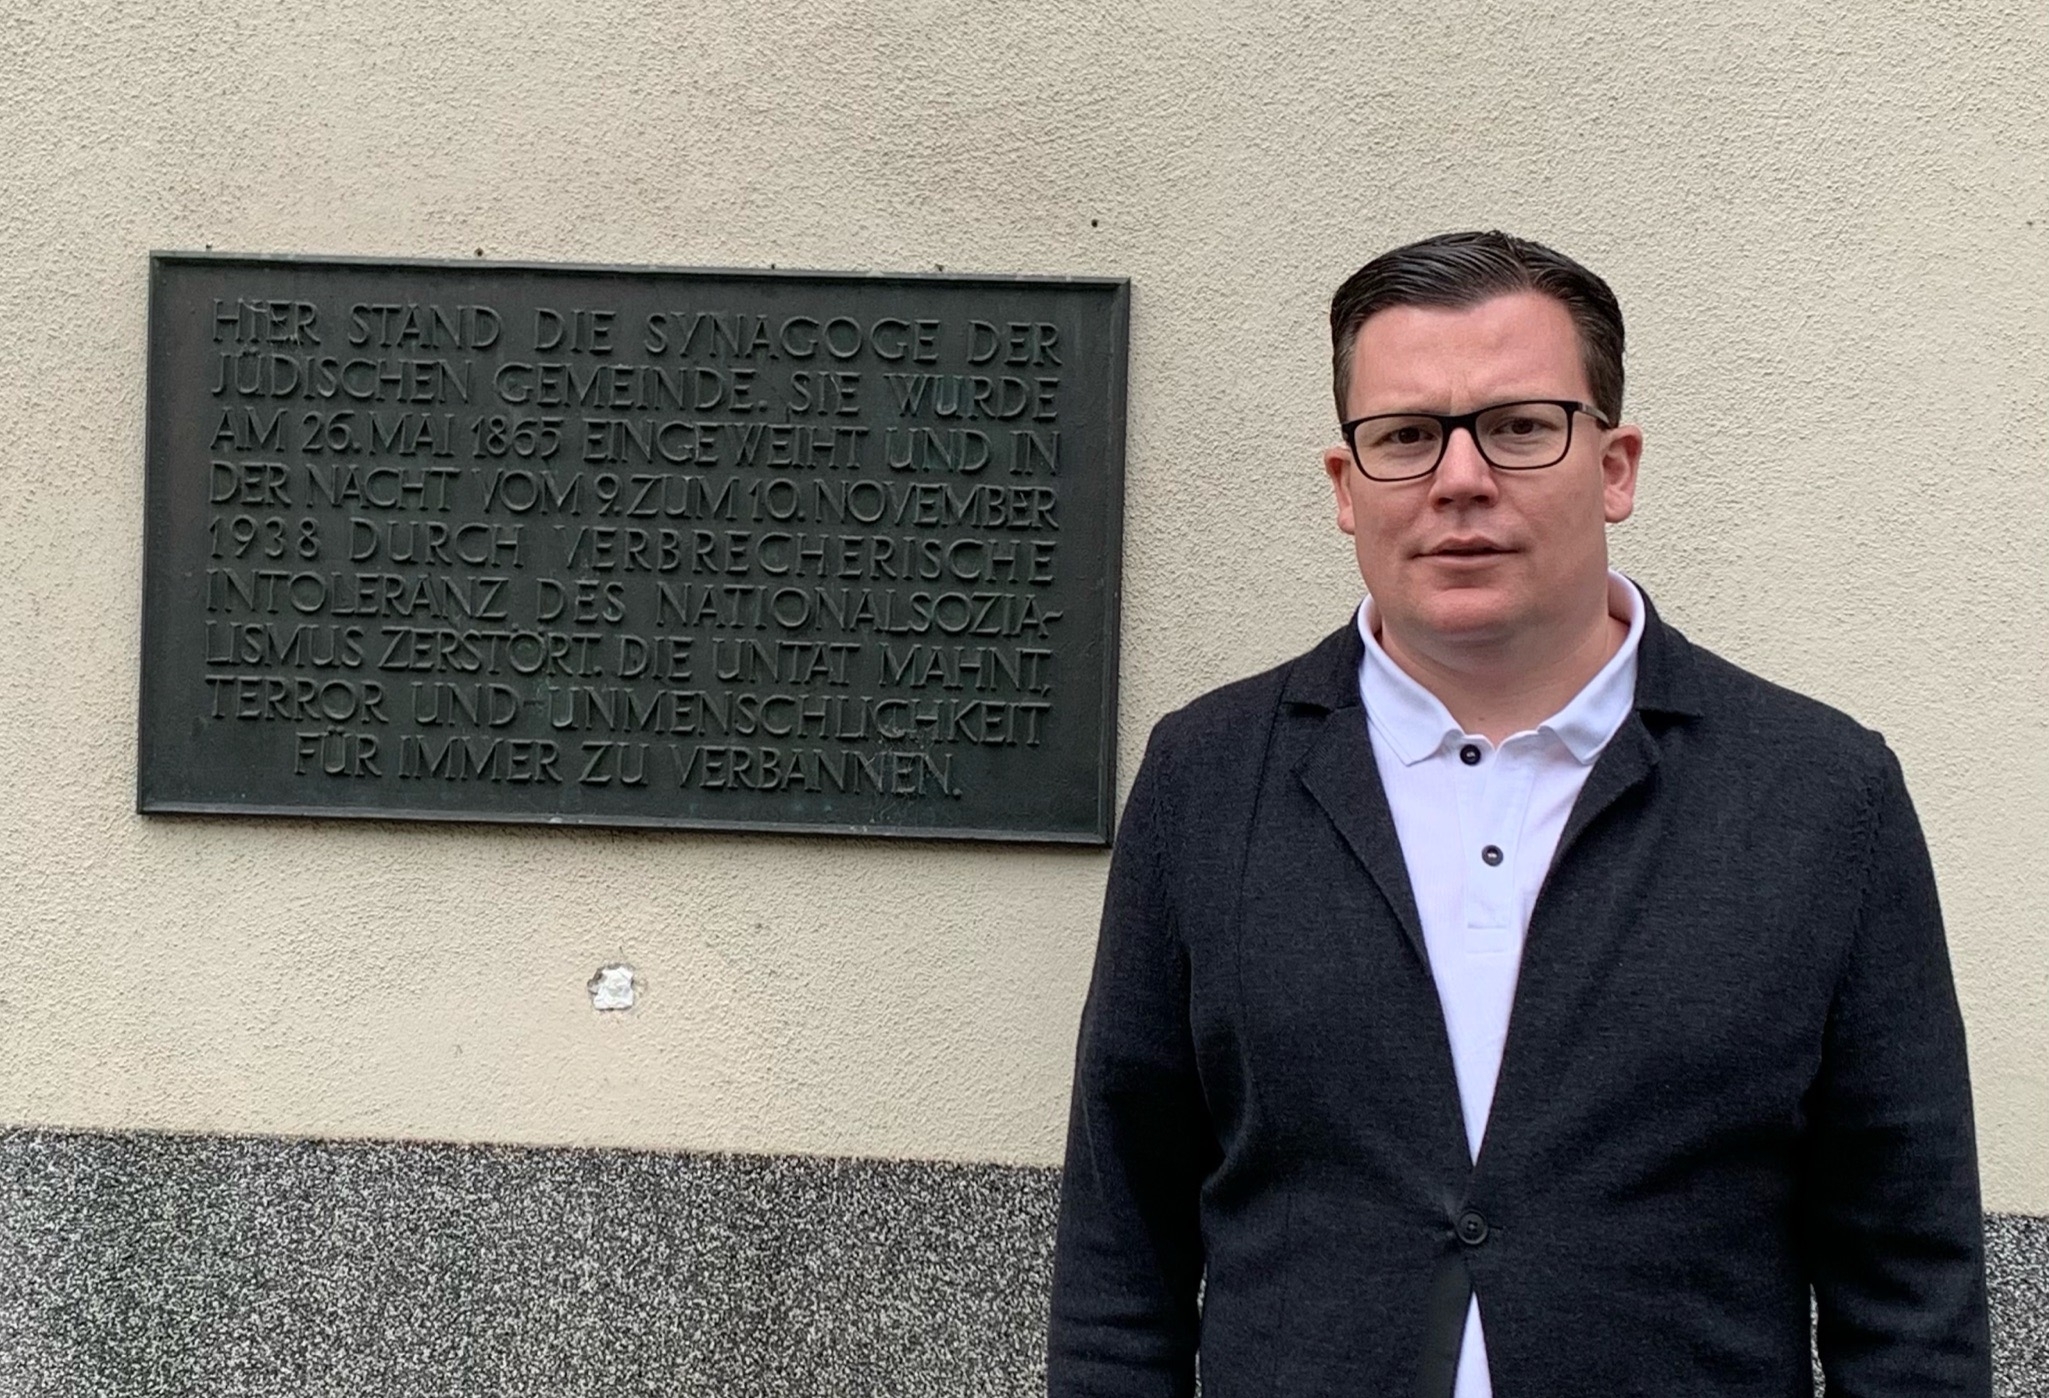 HIER STAND DIE SYNAGOGE DER
JÜDISCHEN GEMEINDE. SIE WURDE
AM 26. MAI 1865 EINGEWEIHT UND IN
DER NACHT VOM 9. ZUM 10. NOVEMBER
1938 DURCH VERBRECHERISCHE
INTOLERANZ DES NATIONALSOZIA-
LISMUS ZERSTÖRT. DIE UNTAT MAHNT,
TERROR UND UNMENSCHLICHKEIT
FÜR IMMER ZU VERBANNEN.